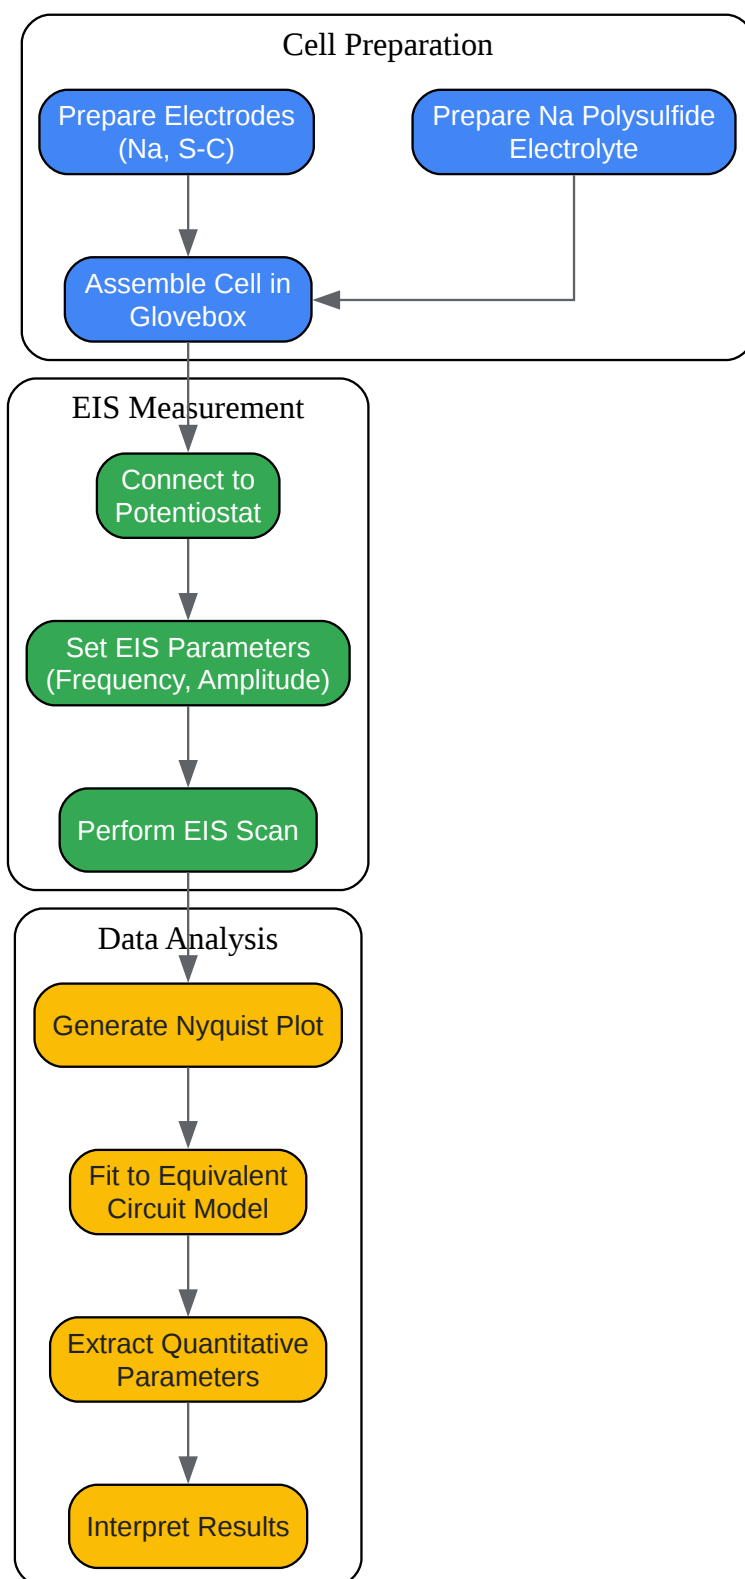 Cell Preparation
Prepare Electrodes
(Na, S-C)
Prepare Na Polysulfide
Electrolyte
Assemble Cell in
Glovebox
EIS Measurement
Connect to
Potentiostat
Set EIS Parameters
(Frequency, Amplitude)
Perform EIS Scan
Data Analysis
Generate Nyquist Plot
Fit to Equivalent
Circuit Model
Extract Quantitative
Parameters
Interpret Results